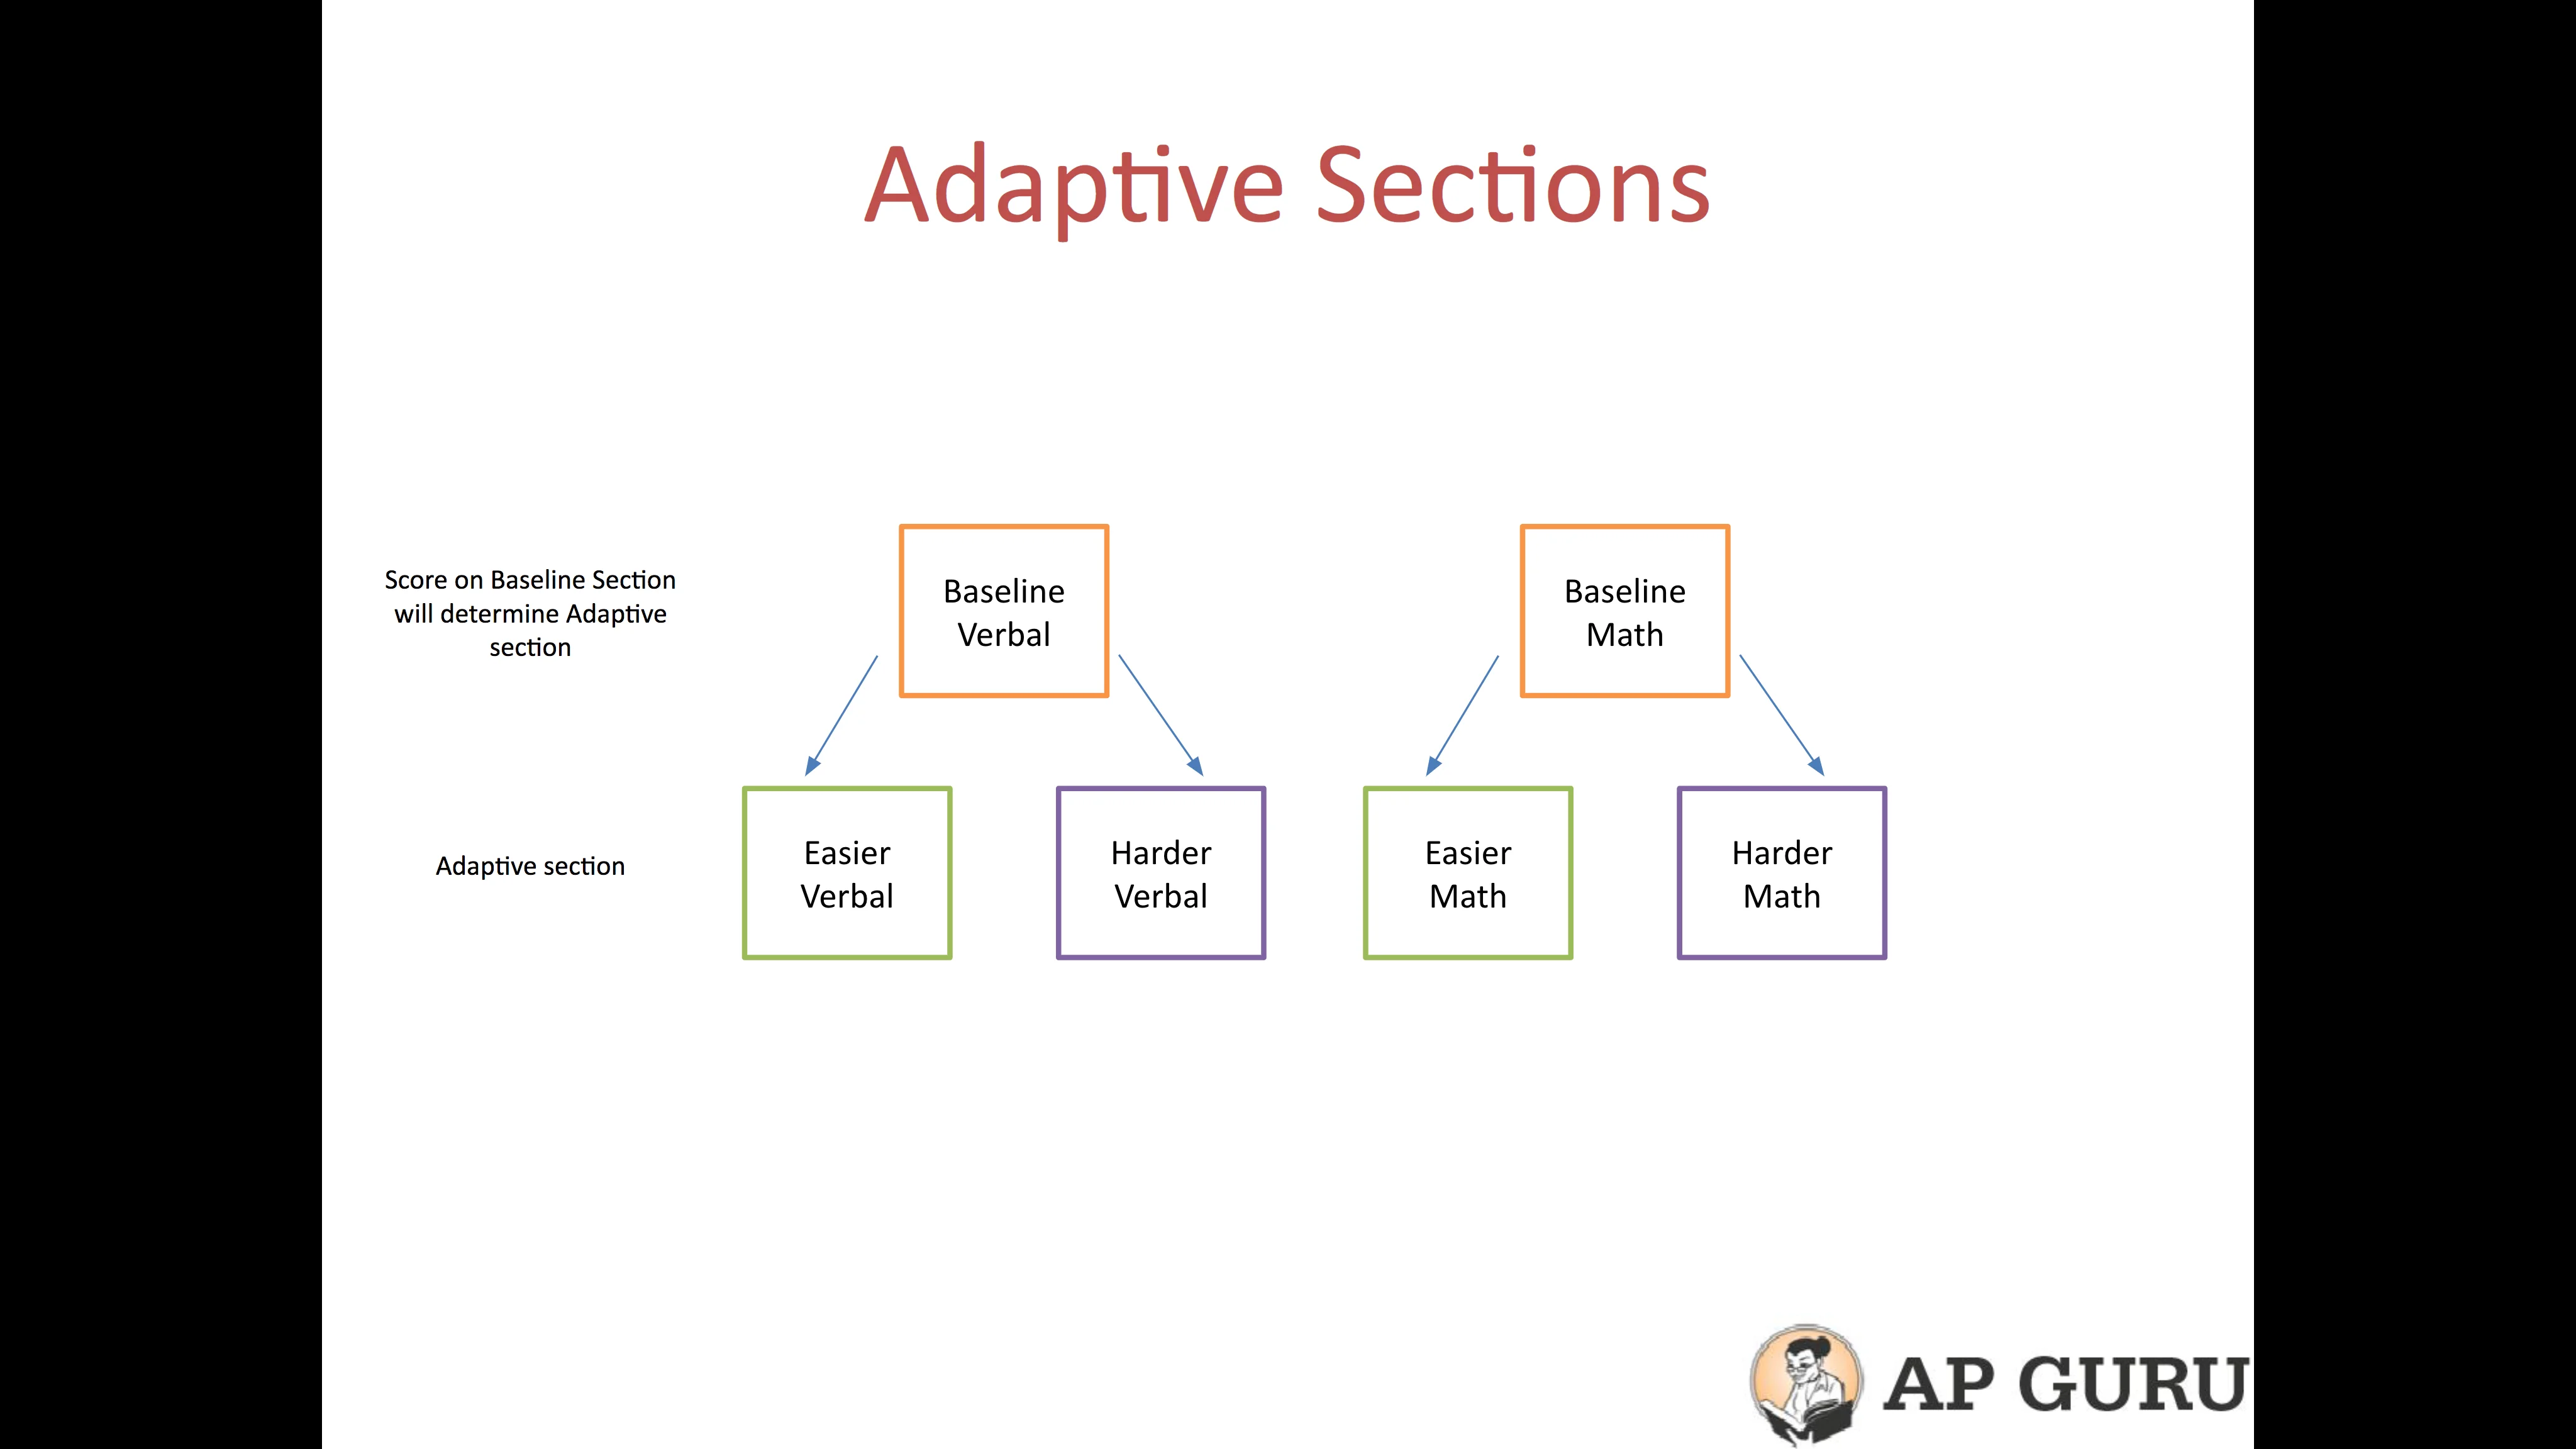 Adaptive Sections
Score on Baseline Section
will determine Adaptive
section
Baseline
Verbal
Baseline
Math
Adaptive section
Easier
Verbal
Harder
Verbal
Easier
Math
Harder
Math
AP GURU